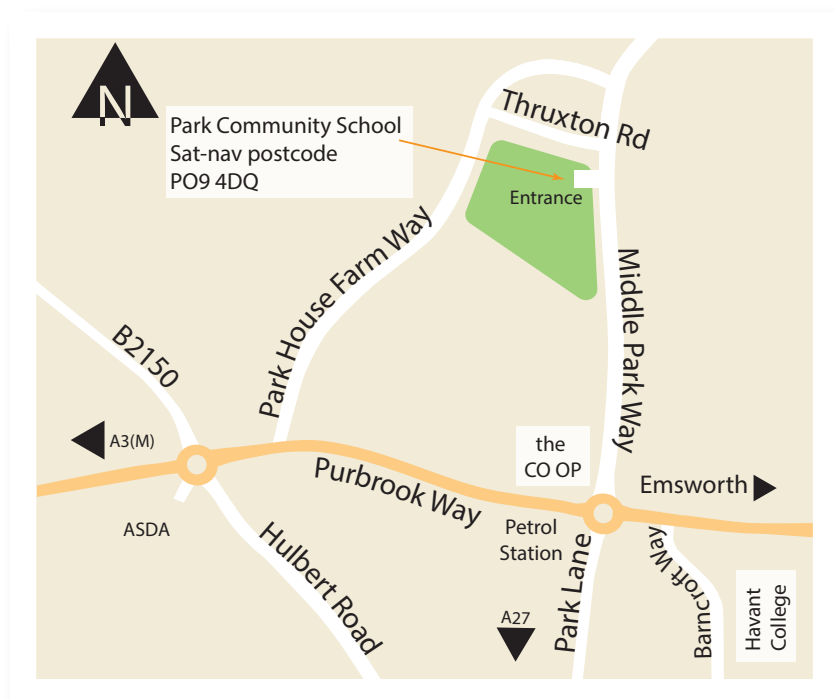 N
Park Community School
Sat-nav postcode
PO9 4DQ
Thruxton Rd
Entrance
Park House Farm Way
Middle Park Way
B2150
A3(M)
the
CO OP
Purbrook Way
Emsworth
ASDA
Petrol
Station
Hulbert Road
Park Lane
Barncroft Way
Havant
College
A27